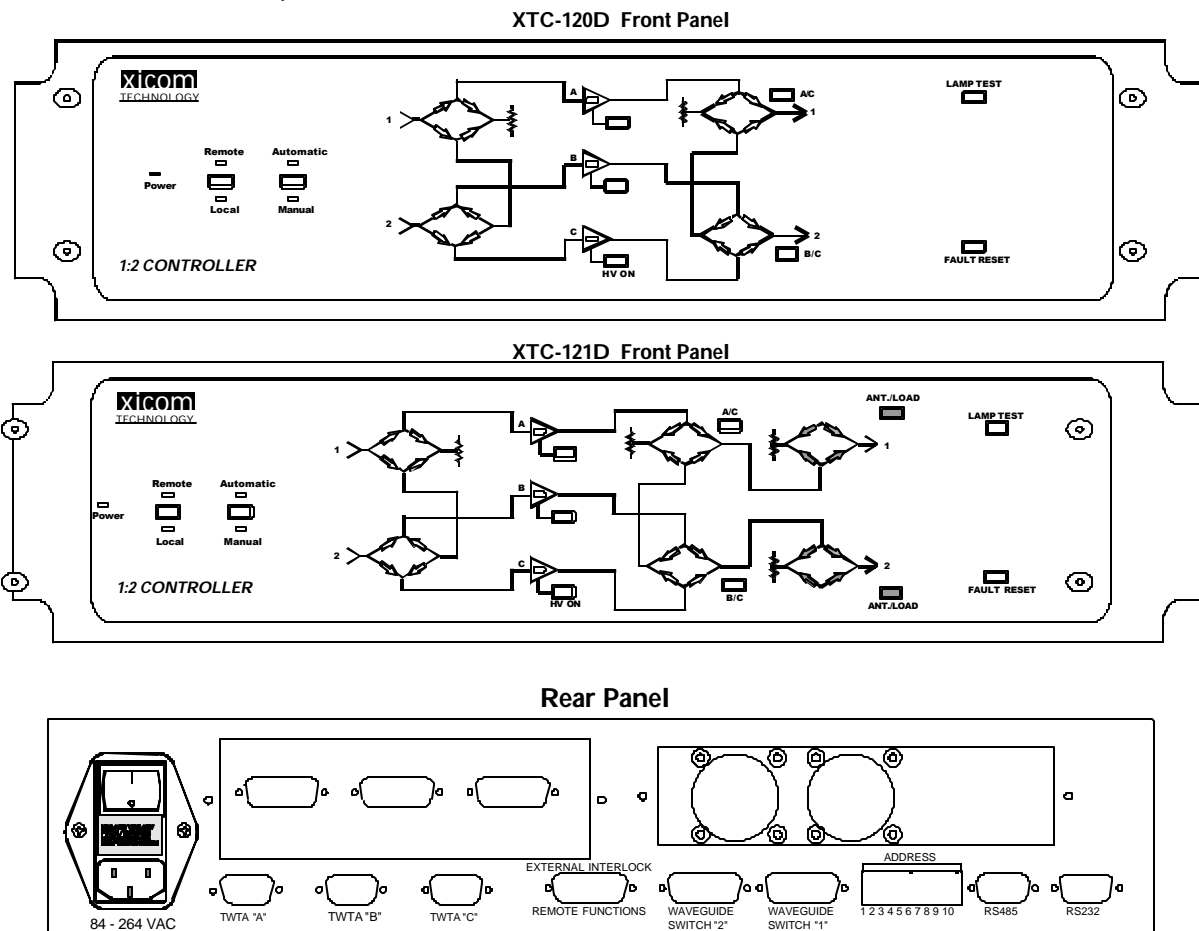 XTC-120D Front Panel
xicom
TECHNOLOGY
A
A/C
LAMP TEST
1
1
Remote
Automatic
B
Power
Local
Manual
2
C
2
B/C
1:2 CONTROLLER
HV ON
FAULT RESET
XTC-121D Front Panel
xicom
TECHNOLOGY
ANT./LOAD
A
A/C
LAMP TEST
1
1
Remote
Automatic
B
Power
Local
Manual
2
C
2
1:2 CONTROLLER
HV ON
B/C
ANT./LOAD
FAULT RESET
Rear Panel
EXTERNAL INTERLOCK
ADDRESS
84 - 264 VAC
TWTA "A"
TWTA "B"
TWTA "C"
REMOTE FUNCTIONS
WAVEGUIDE
SWITCH "2"
WAVEGUIDE
SWITCH "1"
1 2 3 4 5 6 7 8 9 10
RS485
RS232